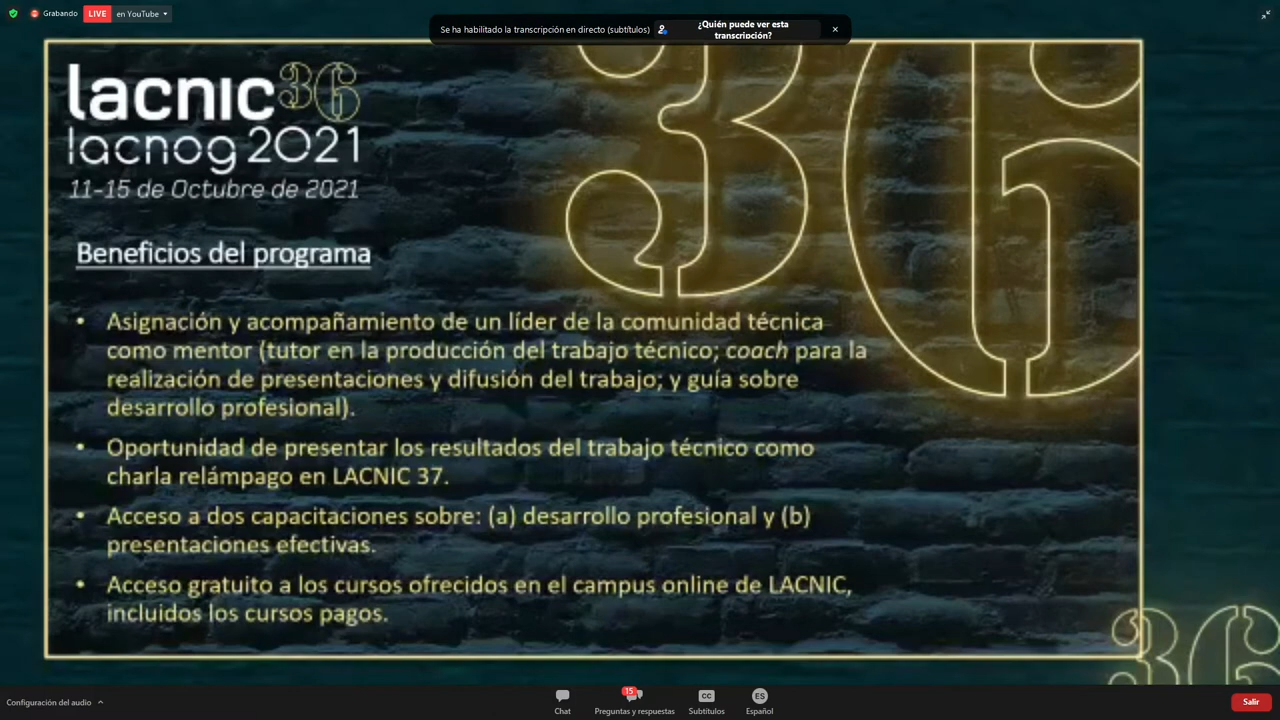 Grabando
LIVE
en YouTube
Se ha habilitado la transcripción en directo (subtítulos)
¿Quién puede ver esta
transcripción?
lacnic36
lacnog 2021
11-15 de Octubre de 2021
36
Beneficios del programa
• Asignación y acompañamiento de un líder de la comunidad técnica
como mentor (tutor en la producción del trabajo técnico; coach para la
realización de presentaciones y difusión del trabajo; y guía sobre
desarrollo profesional).
• Oportunidad de presentar los resultados del trabajo técnico como
charla relámpago en LACNIC 37.
• Acceso a dos capacitaciones sobre: (a) desarrollo profesional y (b)
presentaciones efectivas.
• Acceso gratuito a los cursos ofrecidos en el campus online de LACNIC,
incluidos los cursos pagos.
36
Configuración del audio
Chat
15
Preguntas y respuestas
CC
Subtítulos
ES
Español
Salir